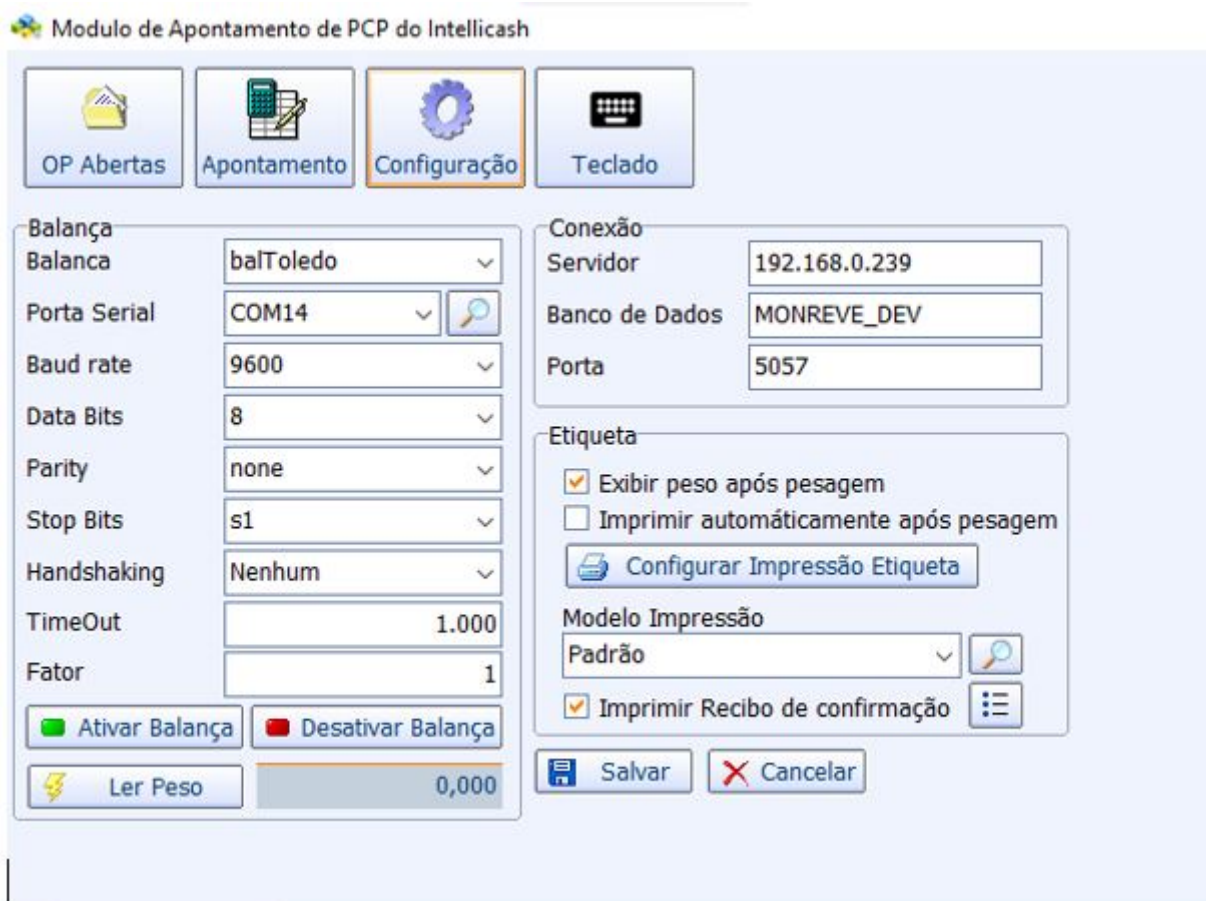 Modulo de Apontamento de PCP do Intellicash
OP Abertas
Apontamento
Configuração
Teclado
Balança
Balanca
balToledo
Porta Serial
COM14
Baud rate
9600
Data Bits
8
Parity
none
Stop Bits
s1
Handshaking
Nenhum
TimeOut
1.000
Fator
1
Ativar Balança
Desativar Balança
Ler Peso
0,000
Conexão
Servidor
192.168.0.239
Banco de Dados
MONREVE_DEV
Porta
5057
Etiqueta
Exibir peso após pesagem
Imprimir automáticamente após pesagem
Configurar Impressão Etiqueta
Modelo Impressão
Padrão
Imprimir Recibo de confirmação
Salvar
Cancelar